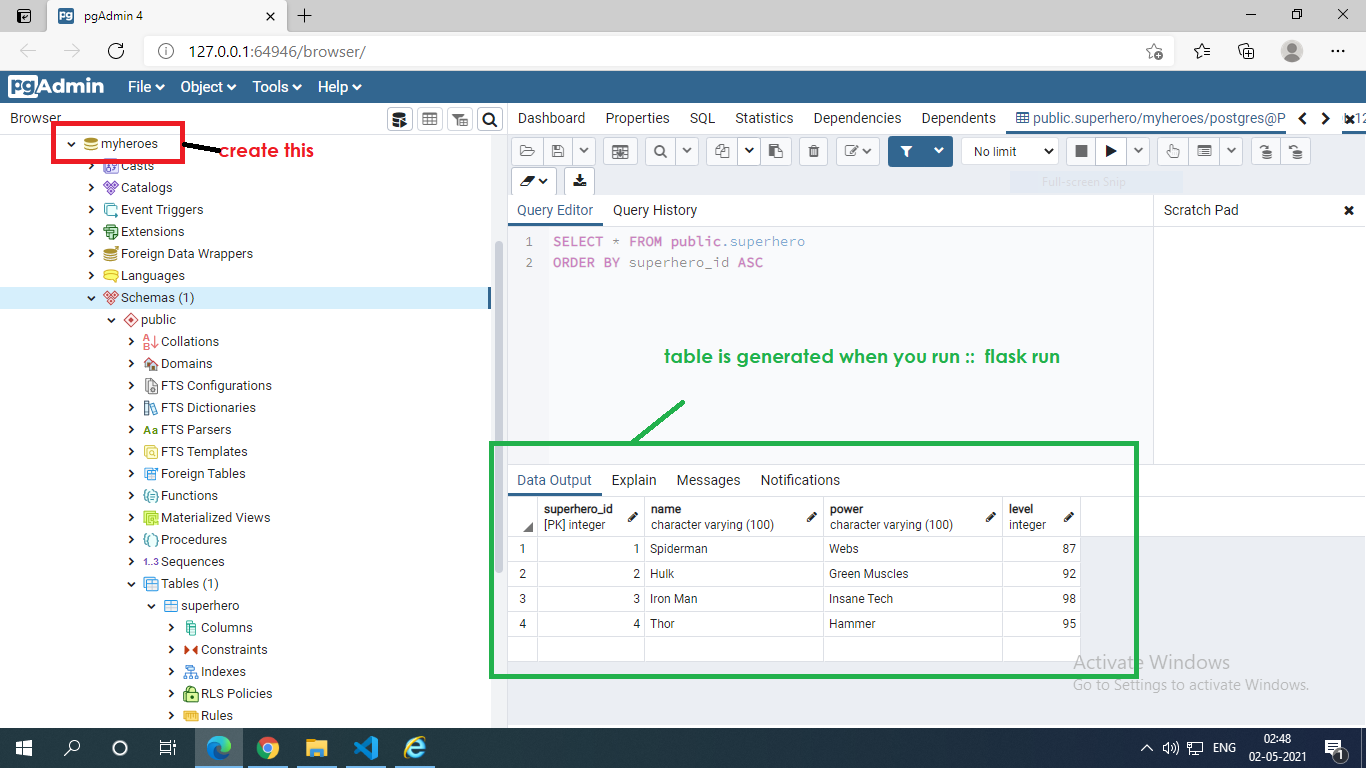 pgAdmin 4
127.0.0.1:64946/browser/
pgAdmin File Object Tools Help
Browser
Dashboard Properties SQL Statistics Dependencies Dependents public.superhero/myheroes/postgres@P
myheroes
create this
No limit
Full-screen Snip
Casts
Catalogs
Event Triggers
Extensions
Foreign Data Wrappers
Languages
Schemas (1)
public
Collations
Domains
FTS Configurations
FTS Dictionaries
FTS Parsers
FTS Templates
Foreign Tables
Functions
Materialized Views
Procedures
Sequences
Tables (1)
superhero
Columns
Constraints
Indexes
RLS Policies
Rules
Query Editor Query History
Scratch Pad
1 SELECT * FROM public.superhero
2 ORDER BY superhero_id ASC
table is generated when you run :: flask run
Data Output Explain Messages Notifications
superhero_id name power level
[PK] integer character varying (100) character varying (100) integer
1 1 Spiderman Webs 87
2 2 Hulk Green Muscles 92
3 3 Iron Man Insane Tech 98
4 4 Thor Hammer 95
Activate Windows
Go to Settings to activate Windows.
ENG
02:48
02-05-2021
1